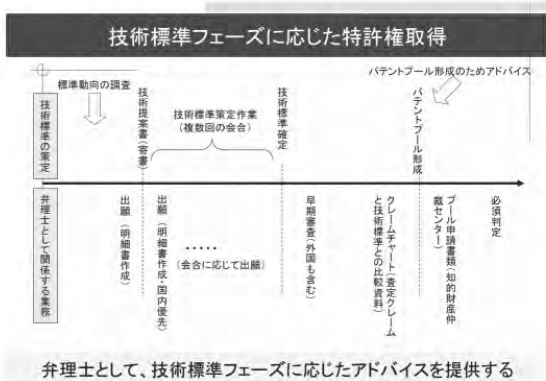 技術標準フェーズに応じた特許権取得
標準動向の調査
パテントプール形成のためアドバイス
技術標準の策定
技術提案書(寄書)
技術標準策定作業
(複数回の会合)
技術標準確定
パテントプール形成
弁理士として関係する業務
出願(明細書作成)
出願(明細書作成・国内優先)
・・・・・
(会合に応じて出願)
早期審査(外国も含む)
クレームチャート(査定クレーム
と技術標準との比較資料)
プール申請書類(知的財産仲
裁センター)
必須判定
弁理士として、技術標準フェーズに応じたアドバイスを提供する